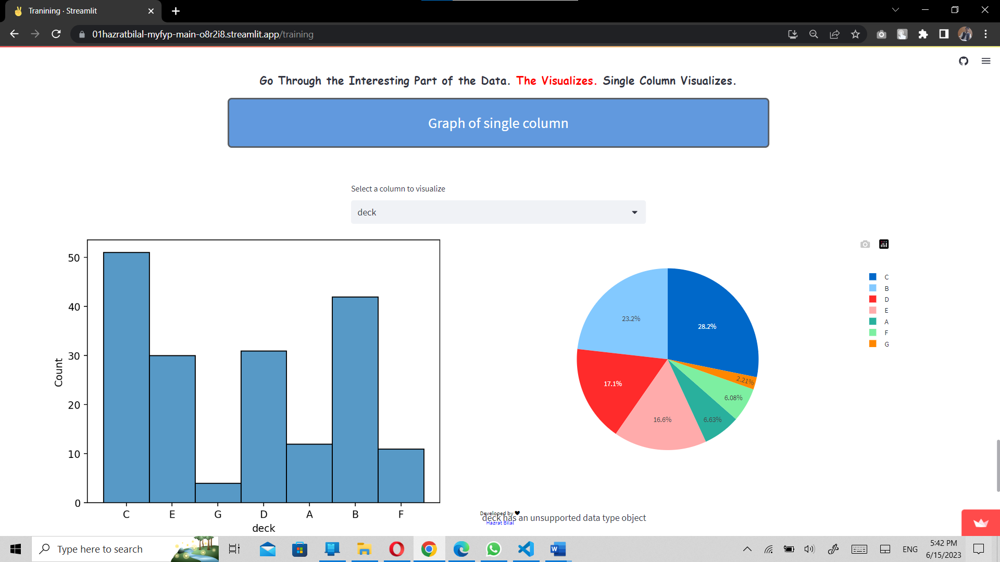 Tranining · Streamlit
01hazratbilal-myfyp-main-o8r2i8.streamlit.app/training
Go Through the Interesting Part of the Data. The Visualizes. Single Column Visualizes.
Graph of single column
Select a column to visualize
deck
50
40
30
20
10
0
Count
C E G D A B F
deck
28.2%
23.2%
17.1%
16.6%
6.63%
6.08%
2.21%
C
B
D
E
A
F
G
Developed by ❤
Hazrat Bilal
deck has an unsupported data type object
Type here to search
W
ENG
5:42 PM
6/15/2023